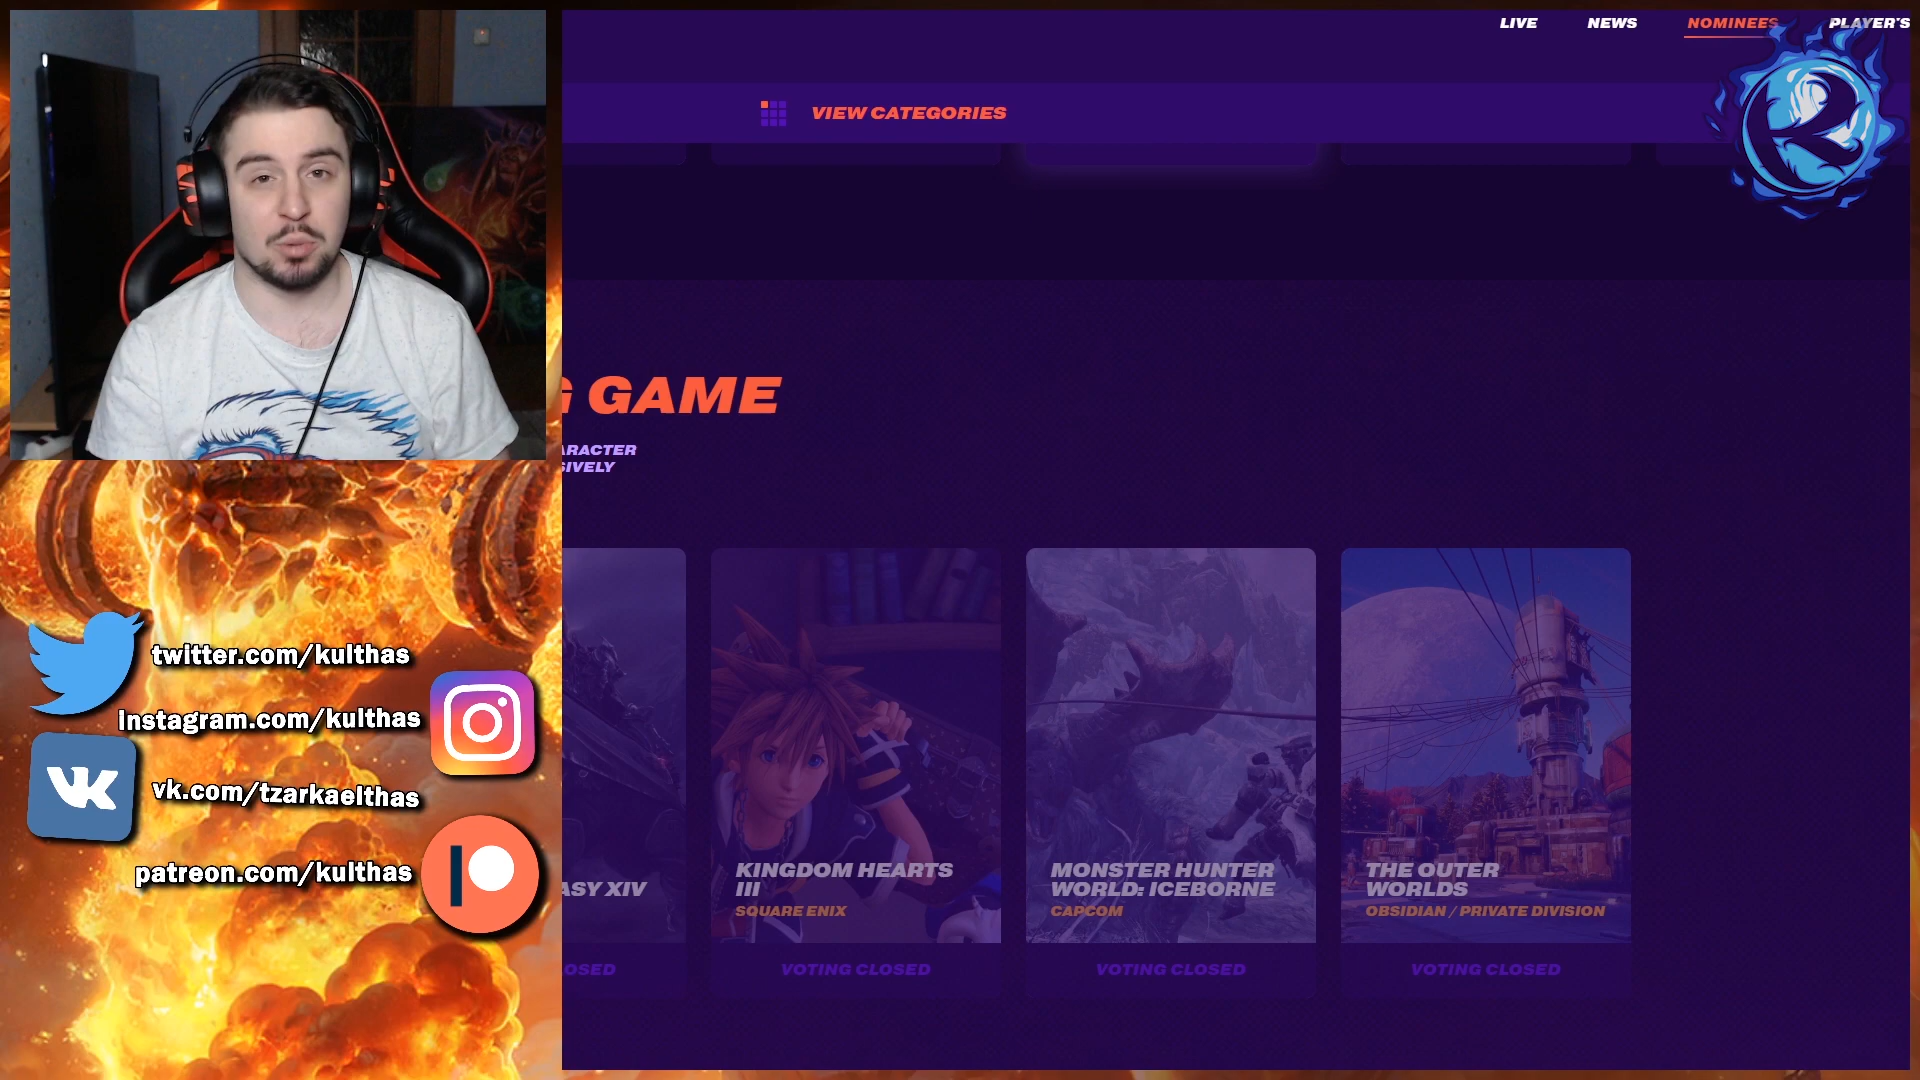 LIVE NEWS NOMINEES PLAYER'S
VIEW CATEGORIES
GAME
ARACTER
SIVELY
twitter.com/kulthas
Instagram.com/kulthas
vk.com/tzarkaelthas
patreon.com/kulthas
ASY XIV
OSED
KINGDOM HEARTS
III
SQUARE ENIX
VOTING CLOSED
MONSTER HUNTER
WORLD: ICEBORNE
CAPCOM
VOTING CLOSED
THE OUTER
WORLDS
OBSIDIAN / PRIVATE DIVISION
VOTING CLOSED